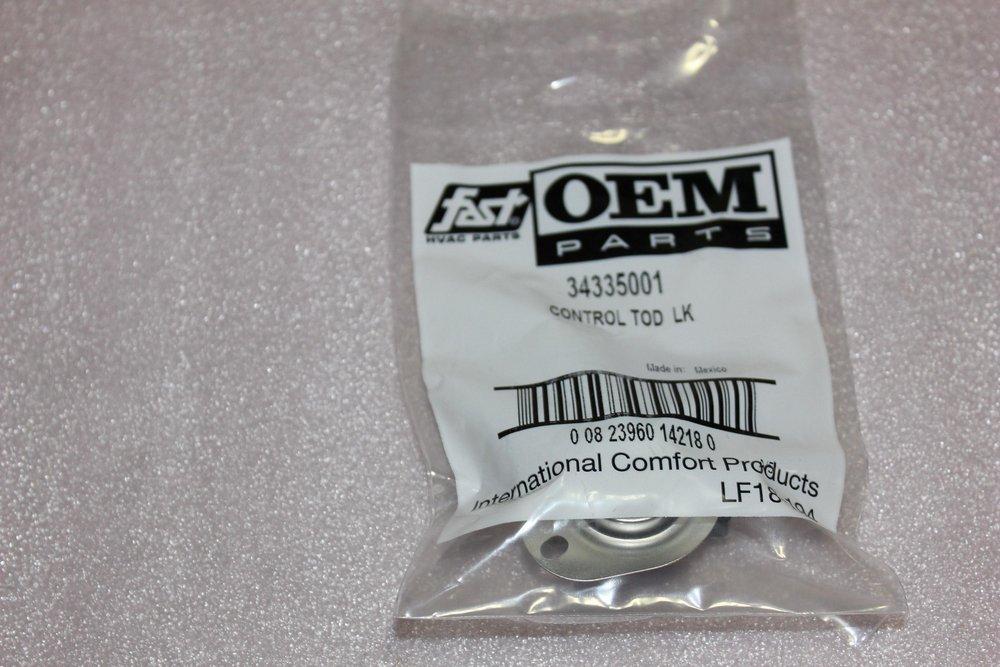 fast
HVAC PARTS
OEM
PARTS
34335001
CONTROL TOD LK
Made in: Mexico
0 08 23960 14218 0
International Comfort Products